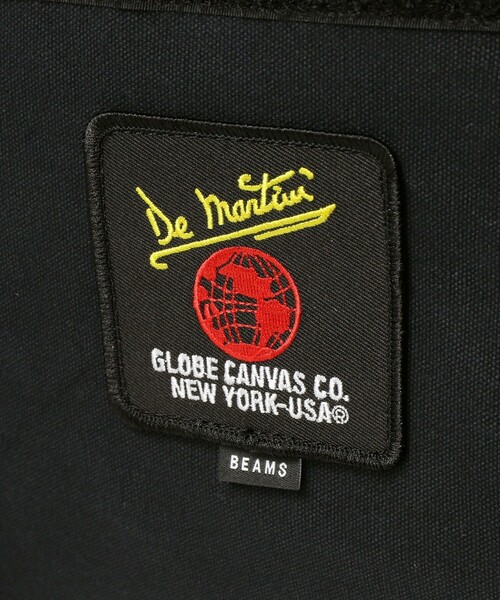 De Martini
GLOBE CANVAS CO.
NEW YORK-USA®
BEAMS